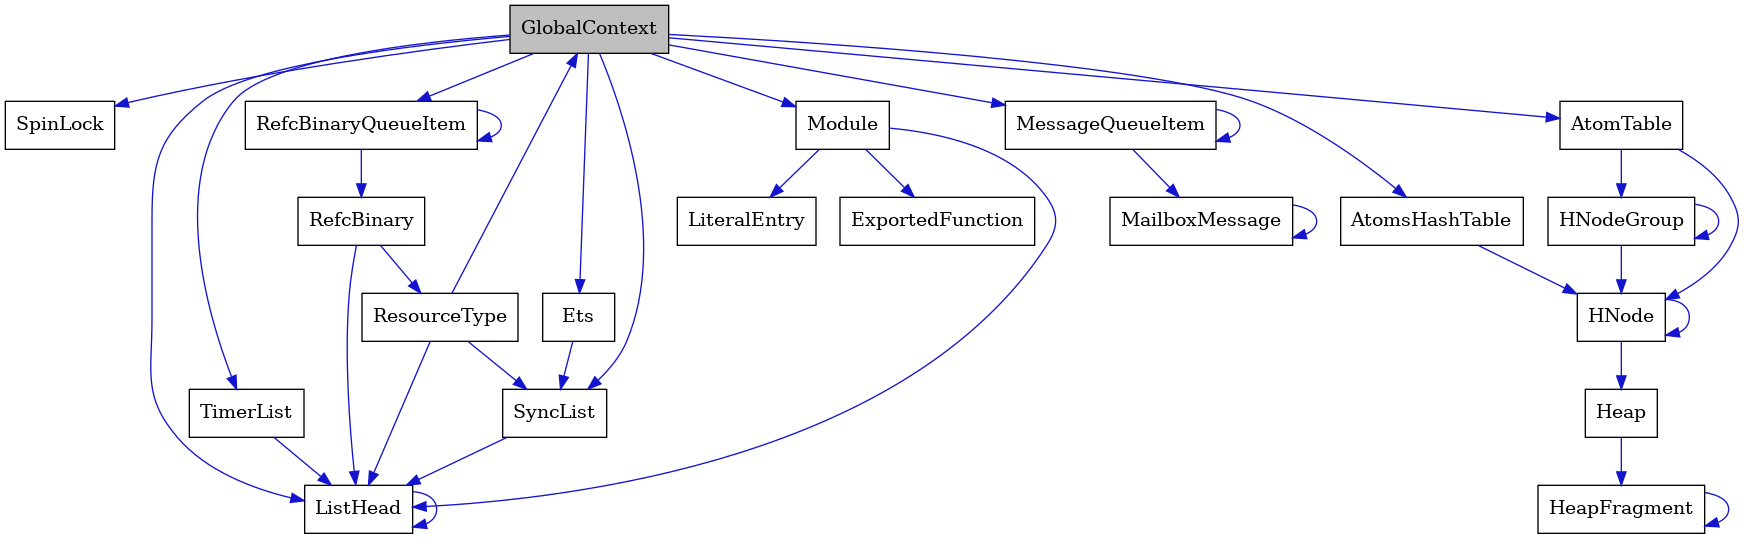 GlobalContext
SpinLock
RefcBinaryQueueItem
Module
MessageQueueItem
AtomTable
RefcBinary
LiteralEntry
ExportedFunction
MailboxMessage
AtomsHashTable
HNodeGroup
ResourceType
Ets
HNode
TimerList
SyncList
Heap
ListHead
HeapFragment